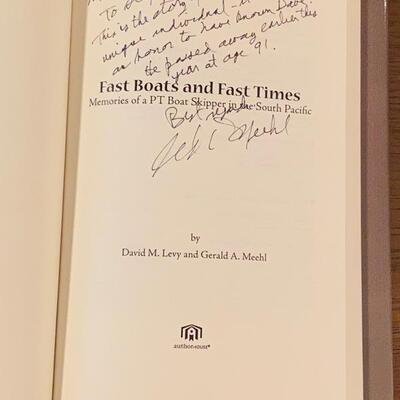 To
This is the story
unique individual -
an honor to have known Dave.
He passed away earlier this
year at age 91.
Fast Boats and Fast Times
Memories of a PT Boat Skipper in the South Pacific
Best
Meehl
by
David M. Levy and Gerald A. Meehl
authorHOUSE®